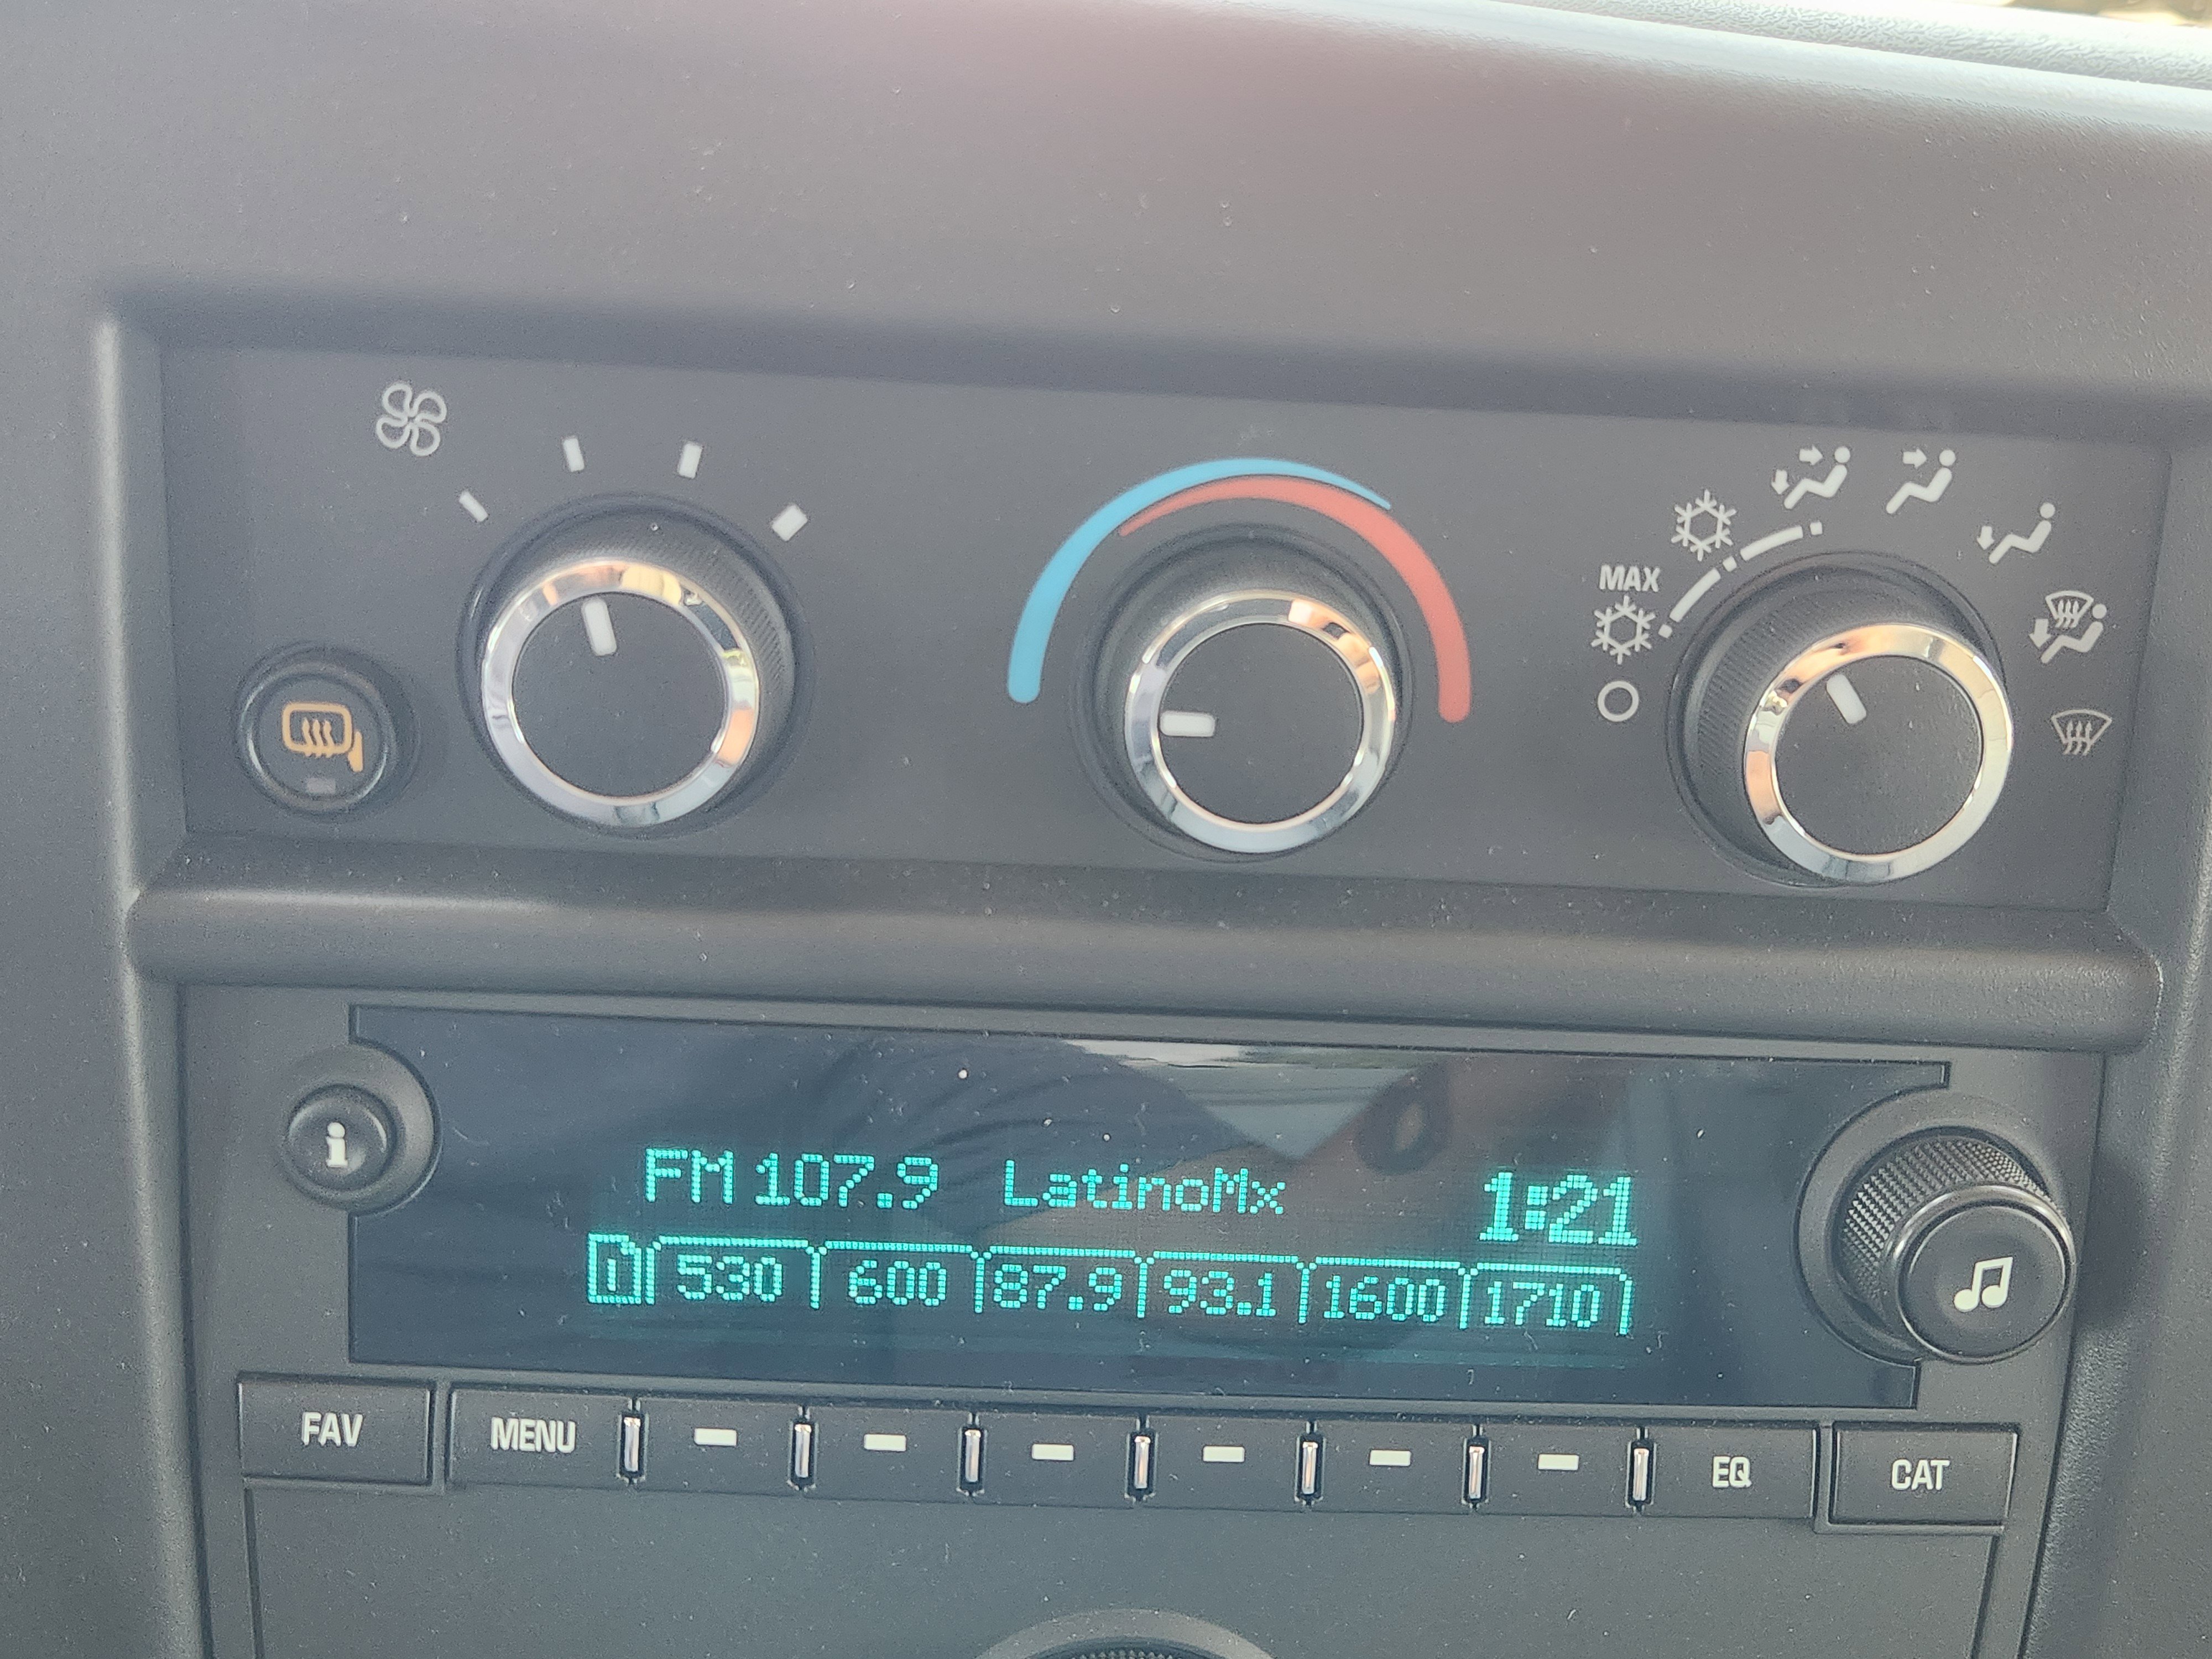 MAX
i
FM 107.9 LatinoMx 1:21
1 530 600 87.9 93.1 1600 1710
FAV MENU EQ CAT